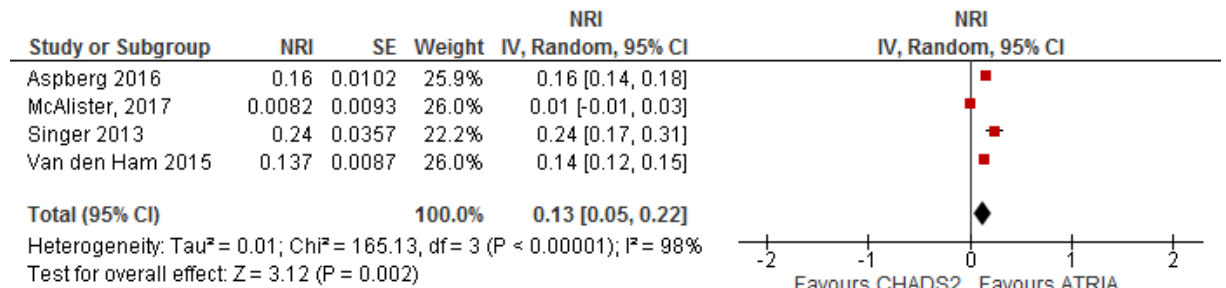 NRI NRI
Study or Subgroup NRI SE Weight IV, Random, 95% CI IV, Random, 95% CI
Aspberg 2016 0.16 0.0102 25.9% 0.16 [0.14, 0.18]
McAlister, 2017 0.0082 0.0093 26.0% 0.01 [-0.01, 0.03]
Singer 2013 0.24 0.0357 22.2% 0.24 [0.17, 0.31]
Van den Ham 2015 0.137 0.0087 26.0% 0.14 [0.12, 0.15]
Total (95% CI) 100.0% 0.13 [0.05, 0.22]
Heterogeneity: Tau² = 0.01; Chi² = 165.13, df = 3 (P < 0.00001); I² = 98%
Test for overall effect: Z = 3.12 (P = 0.002)
-2 -1 0 1 2
Favours CHADS2 Favours ATRIA